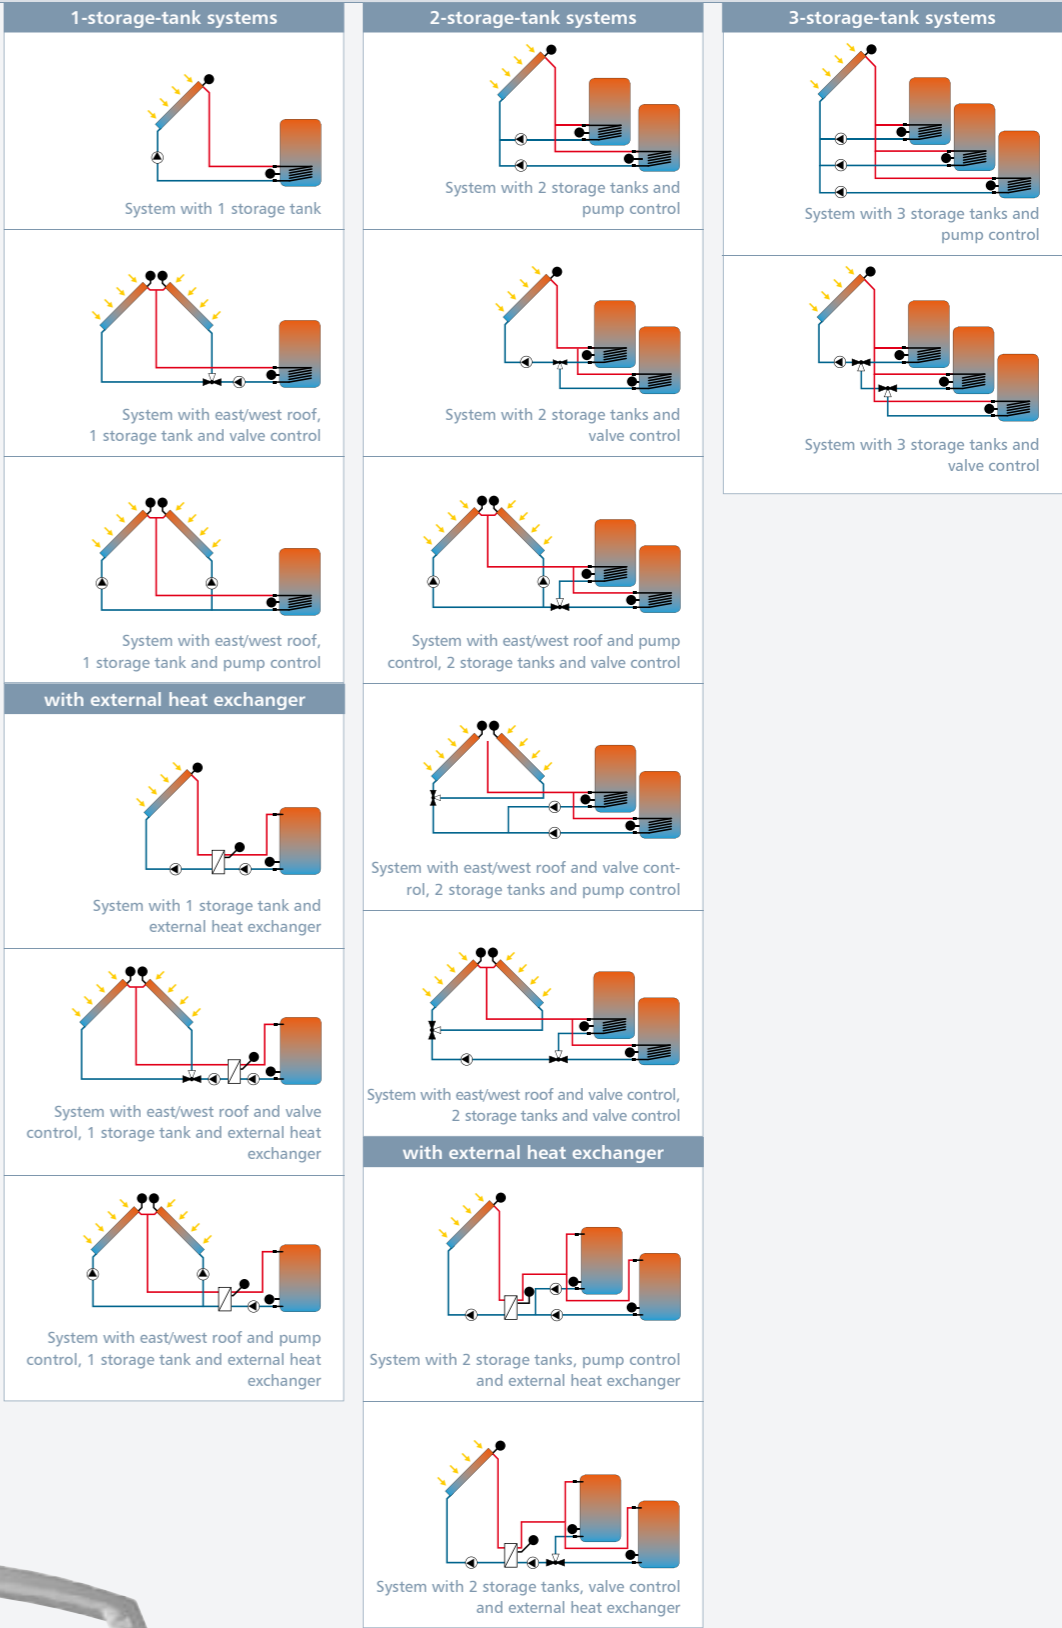 1-storage-tank systems
System with 1 storage tank
System with east/west roof,
1 storage tank and valve control
System with east/west roof,
1 storage tank and pump control
with external heat exchanger
System with 1 storage tank and
external heat exchanger
System with east/west roof and valve
control, 1 storage tank and external heat
exchanger
System with east/west roof and pump
control, 1 storage tank and external heat
exchanger
2-storage-tank systems
System with 2 storage tanks and
pump control
System with 2 storage tanks and
valve control
System with east/west roof and pump
control, 2 storage tanks and valve control
System with east/west roof and valve cont-
rol, 2 storage tanks and pump control
System with east/west roof and valve control,
2 storage tanks and valve control
with external heat exchanger
System with 2 storage tanks, pump control
and external heat exchanger
System with 2 storage tanks, valve control
and external heat exchanger
3-storage-tank systems
System with 3 storage tanks and
pump control
System with 3 storage tanks and
valve control